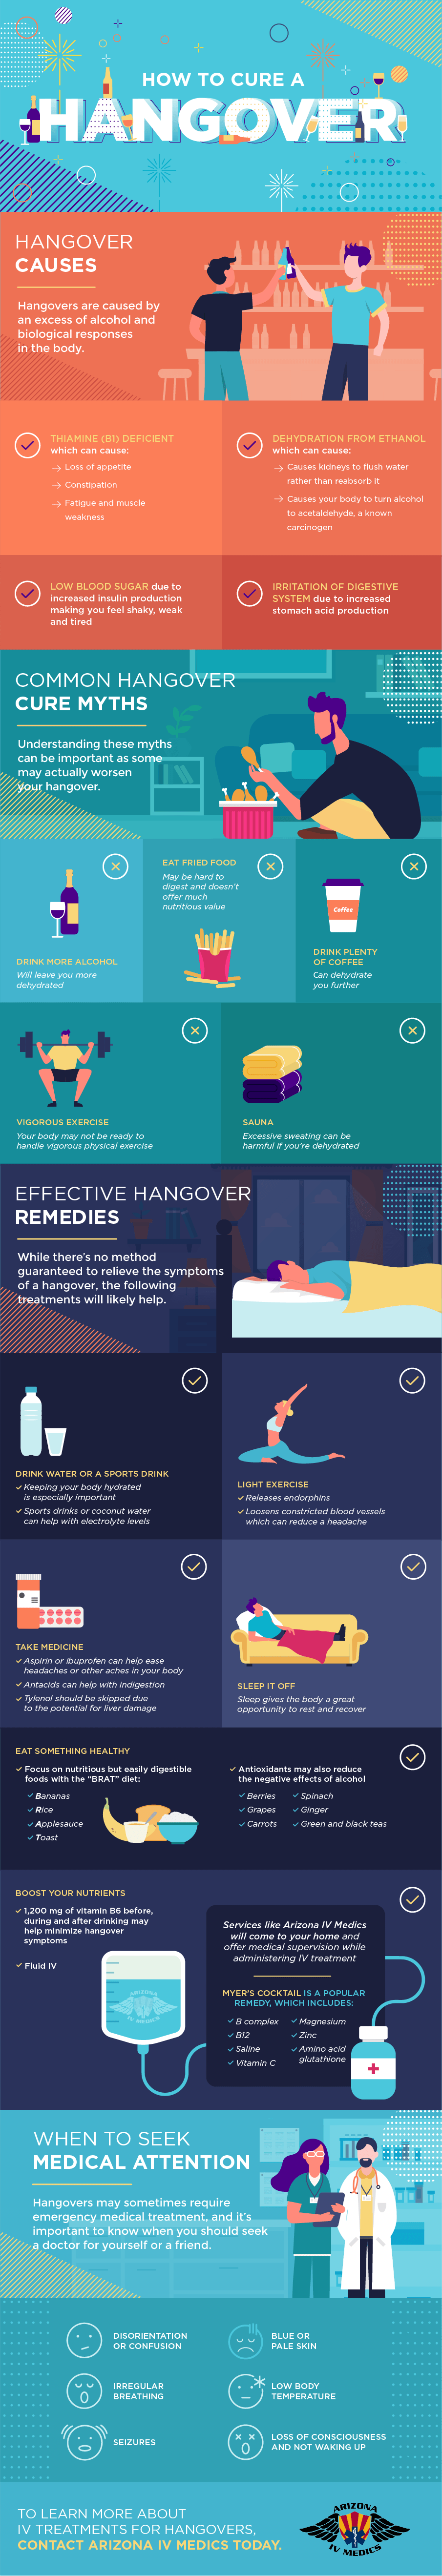 HOW TO CURE A
HANGOVER
HANGOVER
CAUSES
Hangovers are caused by
an excess of alcohol and
biological responses
in the body.
THIAMINE (B1) DEFICIENT
which can cause:
Loss of appetite
Constipation
Fatigue and muscle
weakness
DEHYDRATION FROM ETHANOL
which can cause:
Causes kidneys to flush water
rather than reabsorb it
Causes your body to turn alcohol
to acetaldehyde, a known
carcinogen
LOW BLOOD SUGAR due to
increased insulin production
making you feel shaky, weak
and tired
IRRITATION OF DIGESTIVE
SYSTEM due to increased
stomach acid production
COMMON HANGOVER
CURE MYTHS
Understanding these myths
can be important as some
may actually worsen
your hangover.
DRINK MORE ALCOHOL
Will leave you more
dehydrated
EAT FRIED FOOD
May be hard to
digest and doesn't
offer much
nutritious value
Coffee
DRINK PLENTY
OF COFFEE
Can dehydrate
you further
VIGOROUS EXERCISE
Your body may not be ready to
handle vigorous physical exercise
SAUNA
Excessive sweating can be
harmful if you're dehydrated
EFFECTIVE HANGOVER
REMEDIES
While there's no method
guaranteed to relieve the symptoms
of a hangover, the following
treatments will likely help.
DRINK WATER OR A SPORTS DRINK
Keeping your body hydrated
is especially important
Sports drinks or coconut water
can help with electrolyte levels
LIGHT EXERCISE
Releases endorphins
Loosens constricted blood vessels
which can reduce a headache
TAKE MEDICINE
Aspirin or ibuprofen can help ease
headaches or other aches in your body
Antacids can help with indigestion
Tylenol should be skipped due
to the potential for liver damage
SLEEP IT OFF
Sleep gives the body a great
opportunity to rest and recover
EAT SOMETHING HEALTHY
Focus on nutritious but easily digestible
foods with the "BRAT" diet:
Bananas
Rice
Applesauce
Toast
Antioxidants may also reduce
the negative effects of alcohol
Berries
Grapes
Carrots
Spinach
Ginger
Green and black teas
BOOST YOUR NUTRIENTS
1,200 mg of vitamin B6 before,
during and after drinking may
help minimize hangover
symptoms
Fluid IV
ARIZONA
IV MEDICS
Services like Arizona IV Medics
will come to your home and
offer medical supervision while
administering IV treatment
MYER'S COCKTAIL IS A POPULAR
REMEDY, WHICH INCLUDES:
B complex
B12
Saline
Vitamin C
Magnesium
Zinc
Amino acid
glutathione
WHEN TO SEEK
MEDICAL ATTENTION
Hangovers may sometimes require
emergency medical treatment, and it's
important to know when you should seek
a doctor for yourself or a friend.
DISORIENTATION
OR CONFUSION
BLUE OR
PALE SKIN
IRREGULAR
BREATHING
LOW BODY
TEMPERATURE
SEIZURES
LOSS OF CONSCIOUSNESS
AND NOT WAKING UP
TO LEARN MORE ABOUT
IV TREATMENTS FOR HANGOVERS,
CONTACT ARIZONA IV MEDICS TODAY.
ARIZONA
IV MEDICS